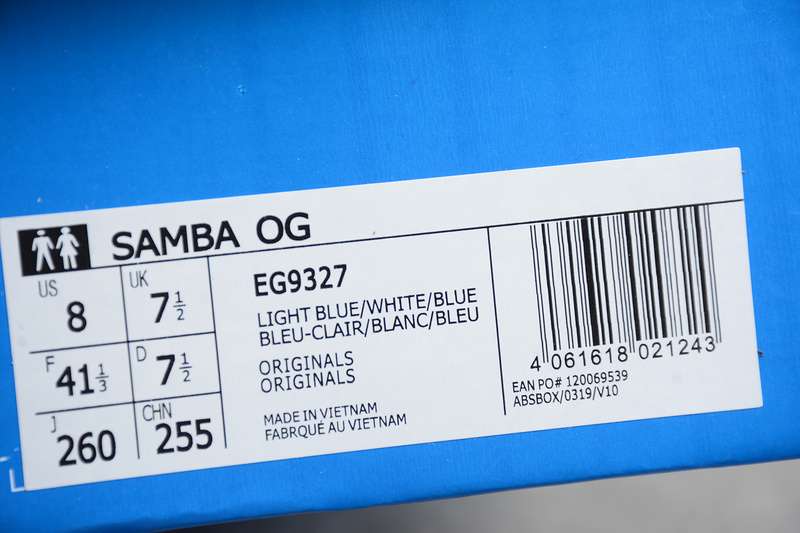 SAMBA OG
US 8
UK 7 1/2
F 41 1/3
D 7 1/2
J 260
CHN 255
EG9327
LIGHT BLUE/WHITE/BLUE
BLEU-CLAIR/BLANC/BLEU
ORIGINALS
ORIGINALS
MADE IN VIETNAM
FABRIQUÉ AU VIETNAM
4 061618 021243
EAN PO# 120069539
ABSBOX/0319/V10